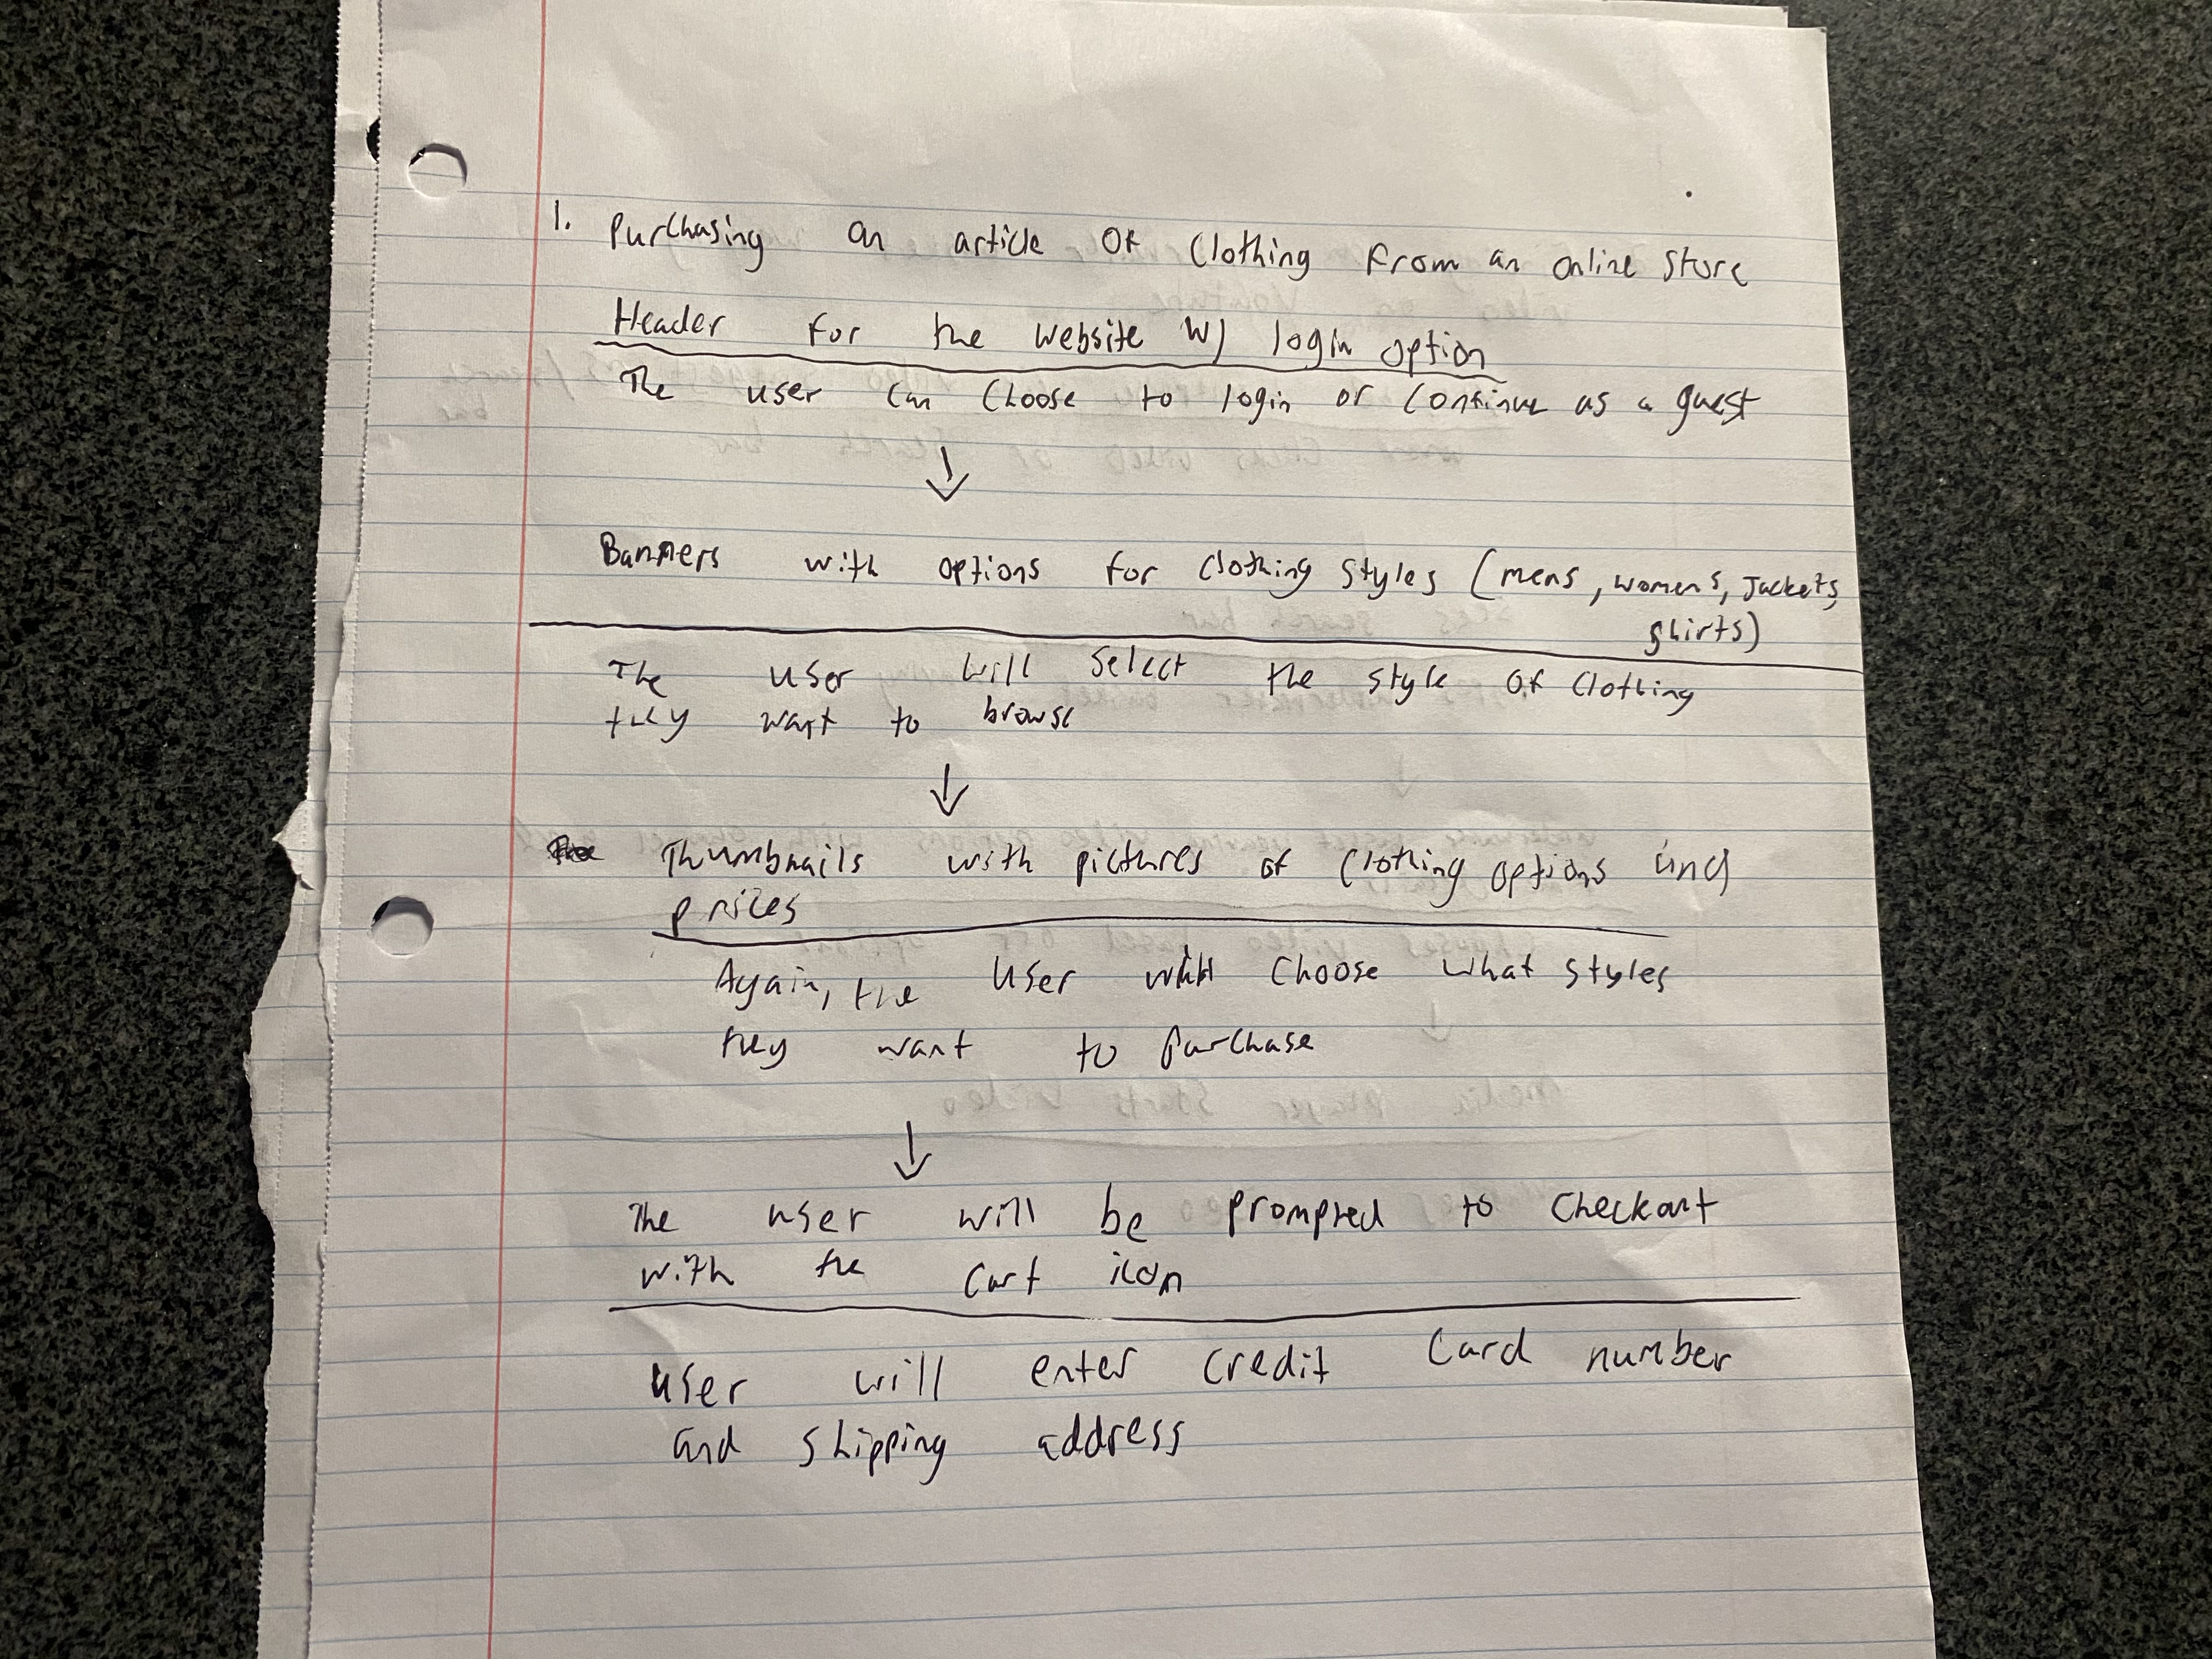 1. Purchasing an article of clothing from an online store
Header for the website w/ login option
The user can choose to login or continue as a guest
↓
Banners with options for clothing styles (mens, womens, jackets
shirts)
The user will select the style of clothing
they want to browse
↓
Thumbnails with pictures of clothing options and
prices
Again, the user will choose what styles
they want to purchase
↓
The user will be prompted to checkout
with the cart icon
User will enter credit card number
and shipping address